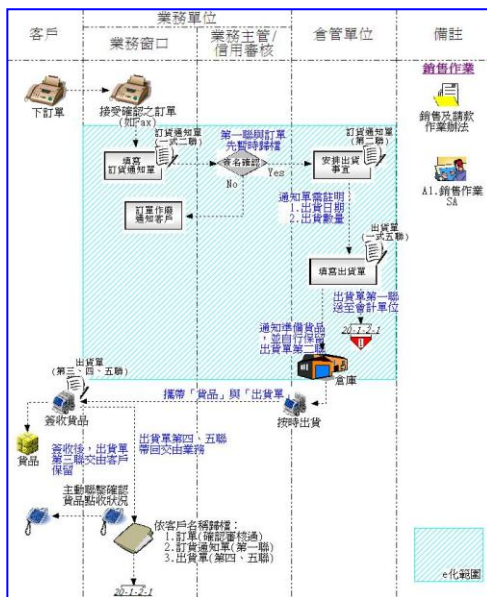 客戶
業務單位
業務窗口
業務主管/
信用審核
倉管單位
備註
下訂單
接受確認之訂單
(如Fax)
訂貨通知單
(一式二聯)
填寫
訂貨通知單
第一聯與訂單
先暫時歸檔
簽名確認
Yes
No
訂貨通知單
(第二聯)
安排出貨
事宜
訂單作廢
通知客戶
通知單需註明：
1.出貨日期
2.出貨數量
出貨單
(一式五聯)
填寫出貨單
出貨單第一聯
送至會計單位
20-1-2-1
通知準備貨品
，並自行保留
出貨單第二聯
倉庫
出貨單
(第三、四、五聯)
攜帶「貨品」與「出貨單
簽收貨品
按時出貨
貨品
簽收後，出貨單
第三聯交由客戶
保留
出貨單第四、五聯
帶回交由業務
主動聯繫確認
貨品點收狀況
依客戶名稱歸檔：
1.訂單(確認審核通)
2.訂貨通知單(第一聯)
3.出貨單(第四、五聯)
20-1-2-1
銷售作業
銷售及請款
作業辦法
A1.銷售作業
SA
e化範圍